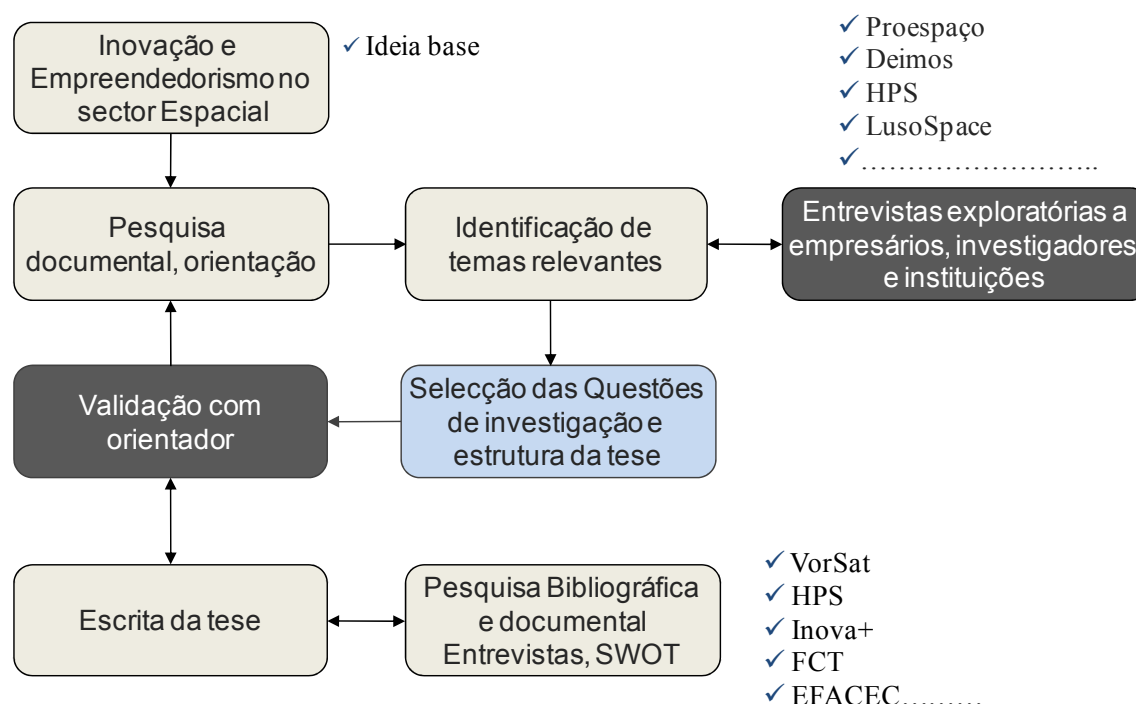 Inovação e
Empreendedorismo no
sector Espacial
✓ Ideia base
✓ Proespaço
✓ Deimos
✓ HPS
✓ LusoSpace
✓ …………………….. 
Pesquisa
documental, orientação
Identificação de
temas relevantes
Entrevistas exploratórias a
empresários, investigadores
e instituições
Validação com
orientador
Selecção das Questões
de investigação e
estrutura da tese
Escrita da tese
Pesquisa Bibliográfica
e documental
Entrevistas, SWOT
✓ VorSat
✓ HPS
✓ Inova+
✓ FCT
✓ EFACEC………